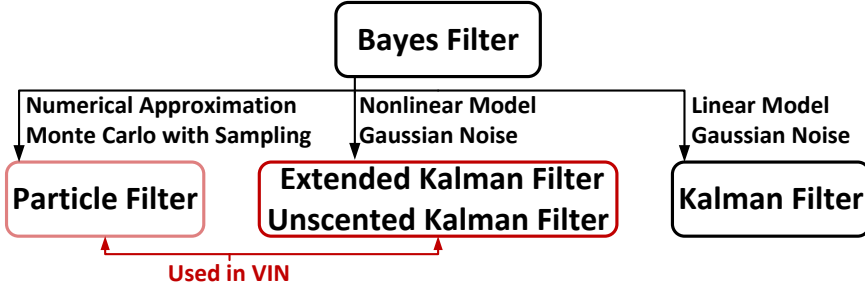 Bayes Filter
Numerical Approximation
Monte Carlo with Sampling
Nonlinear Model
Gaussian Noise
Linear Model
Gaussian Noise
Particle Filter
Extended Kalman Filter
Unscented Kalman Filter
Kalman Filter
Used in VIN